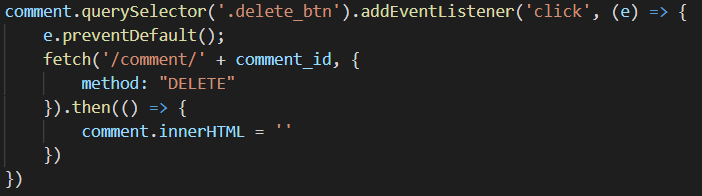 comment.querySelector('.delete_btn').addEventListener('click', (e) => {
    e.preventDefault();
    fetch('/comment/' + comment_id, {
        method: "DELETE"
    }).then(() => {
        comment.innerHTML = ''
    })
})